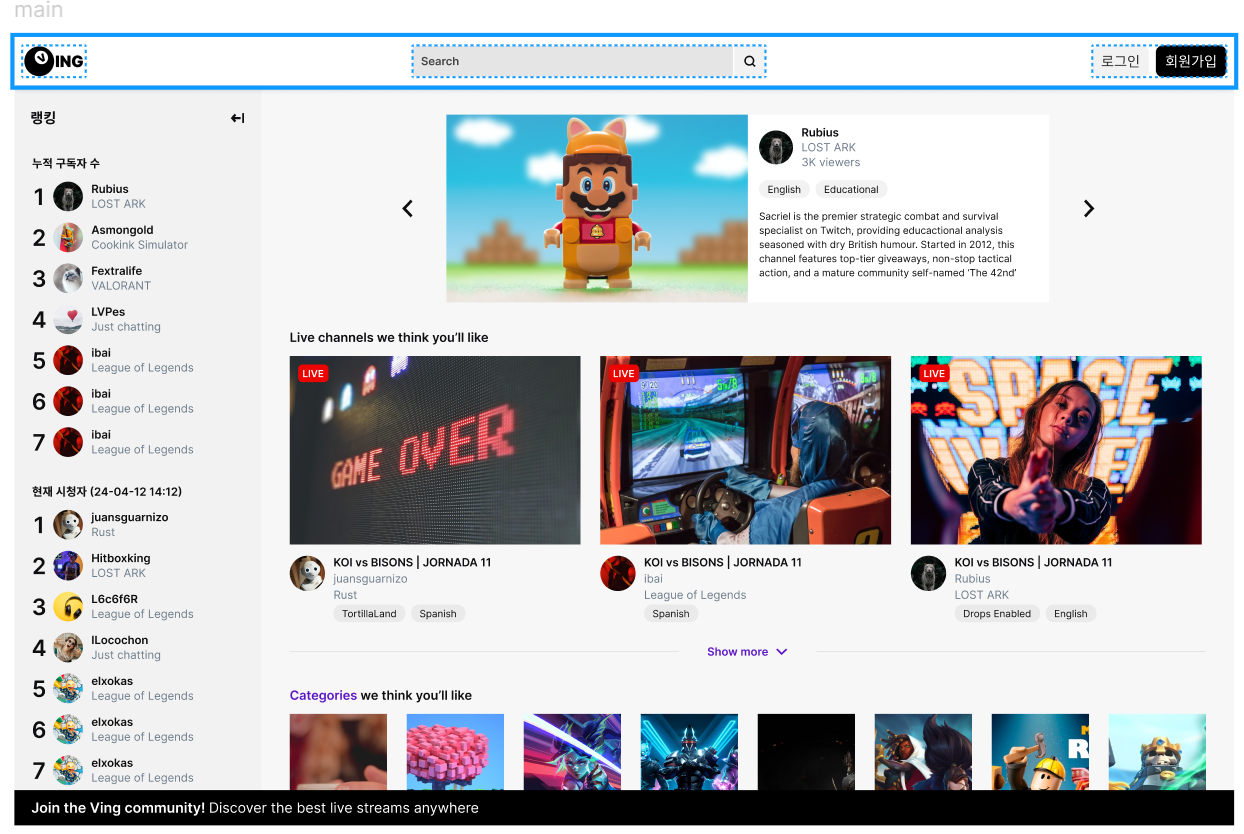 main
VING
Search
로그인
회원가입
랭킹
누적 구독자 수
1
Rubius
LOST ARK
2
Asmongold
Cookink Simulator
3
Fextralife
VALORANT
4
LVPes
Just chatting
5
ibai
League of Legends
6
ibai
League of Legends
7
ibai
League of Legends
현재 시청자 (24-04-12 14:12)
1
juansguarnizo
Rust
2
Hitboxking
LOST ARK
3
L6c6f6R
League of Legends
4
ILocochon
Just chatting
5
elxokas
League of Legends
6
elxokas
League of Legends
7
elxokas
League of Legends
Rubius
LOST ARK
3K viewers
English
Educational
Sacriel is the premier strategic combat and survival
specialist on Twitch, providing educactional analysis
seasoned with dry British humour. Started in 2012, this
channel features top-tier giveaways, non-stop tactical
action, and a mature community self-named ‘The 42nd’
Live channels we think you’ll like
LIVE
GAME OVER
KOI vs BISONS | JORNADA 11
juansguarnizo
Rust
TortillaLand
Spanish
LIVE
KOI vs BISONS | JORNADA 11
ibai
League of Legends
Spanish
LIVE
SPACE
KOI vs BISONS | JORNADA 11
Rubius
LOST ARK
Drops Enabled
English
Show more
Categories we think you’ll like
Join the Ving community! Discover the best live streams anywhere